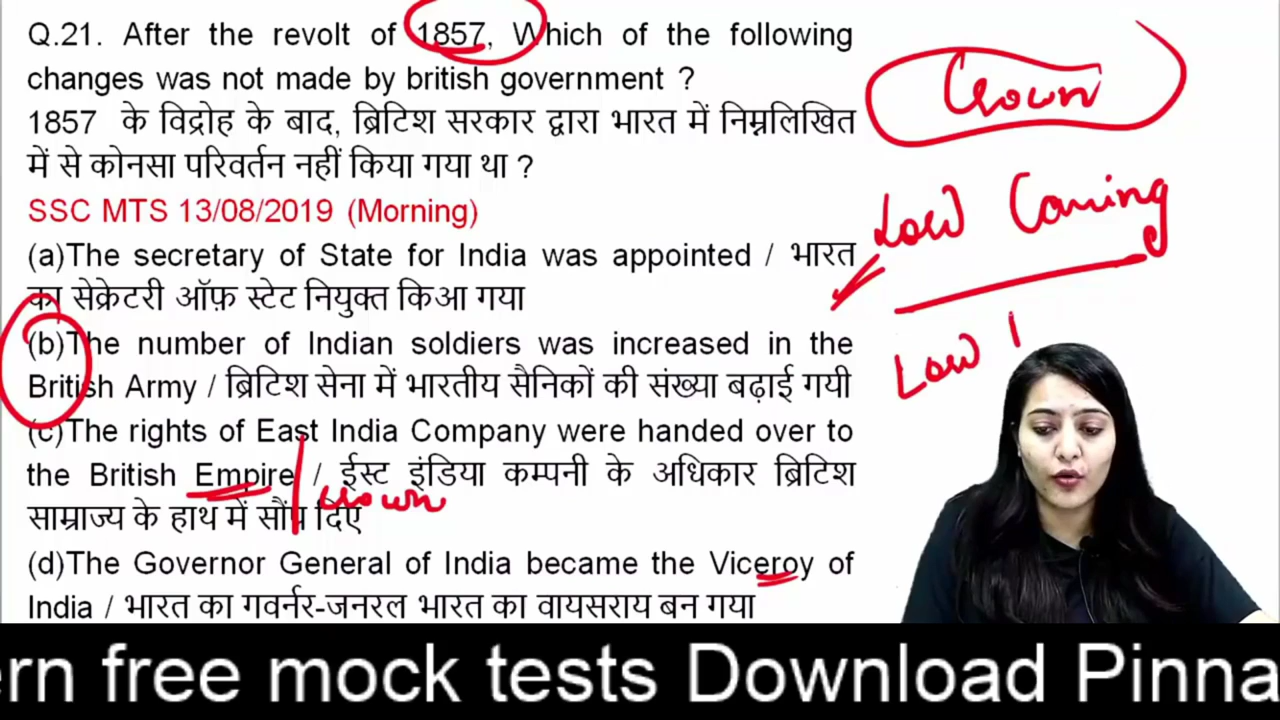 Q.21. After the revolt of 1857, Which of the following
changes was not made by british government ?
1857 के विद्रोह के बाद, ब्रिटिश सरकार द्वारा भारत में निम्नलिखित
में से कोनसा परिवर्तन नहीं किया गया था ?
SSC MTS 13/08/2019 (Morning)
(a)The secretary of State for India was appointed / भारत
का सेक्रेटरी ऑफ़ स्टेट नियुक्त किआ गया
(b)The number of Indian soldiers was increased in the
British Army / ब्रिटिश सेना में भारतीय सैनिकों की संख्या बढ़ाई गयी
(c)The rights of East India Company were handed over to
the British Empire / ईस्ट इंडिया कम्पनी के अधिकार ब्रिटिश
साम्राज्य के हाथ में सौंप दिए
crown
(d)The Governor General of India became the Viceroy of
India / भारत का गवर्नर-जनरल भारत का वायसराय बन गया
Crown
Lord Canning
Lord
ern free mock tests Download Pinna